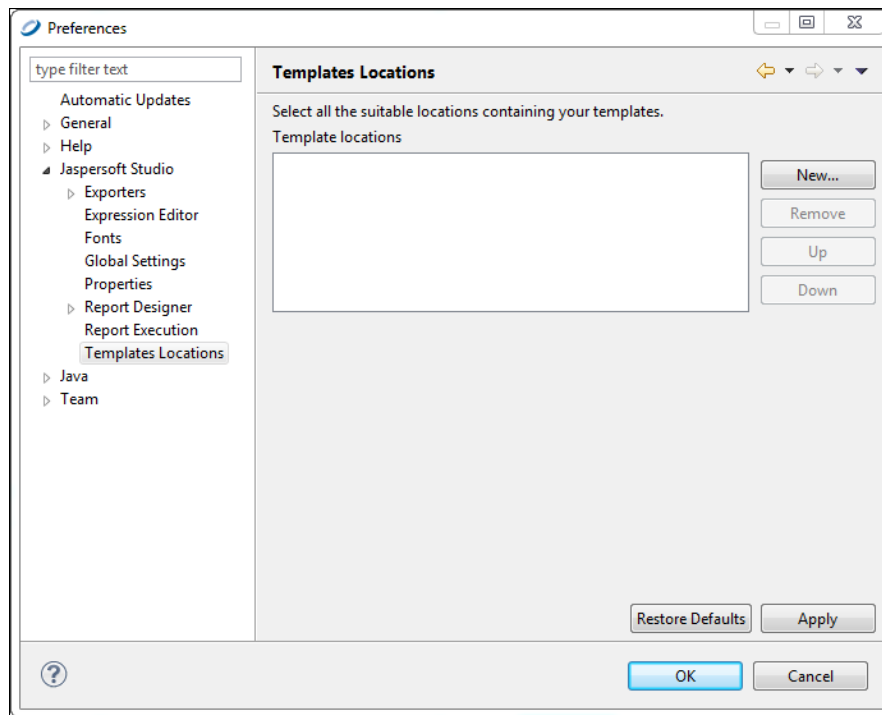 Preferences
type filter text
Automatic Updates
General
Help
Jaspersoft Studio
Exporters
Expression Editor
Fonts
Global Settings
Properties
Report Designer
Report Execution
Templates Locations
Java
Team
Templates Locations
Select all the suitable locations containing your templates.
Template locations
New...
Remove
Up
Down
Restore Defaults
Apply
?
OK
Cancel